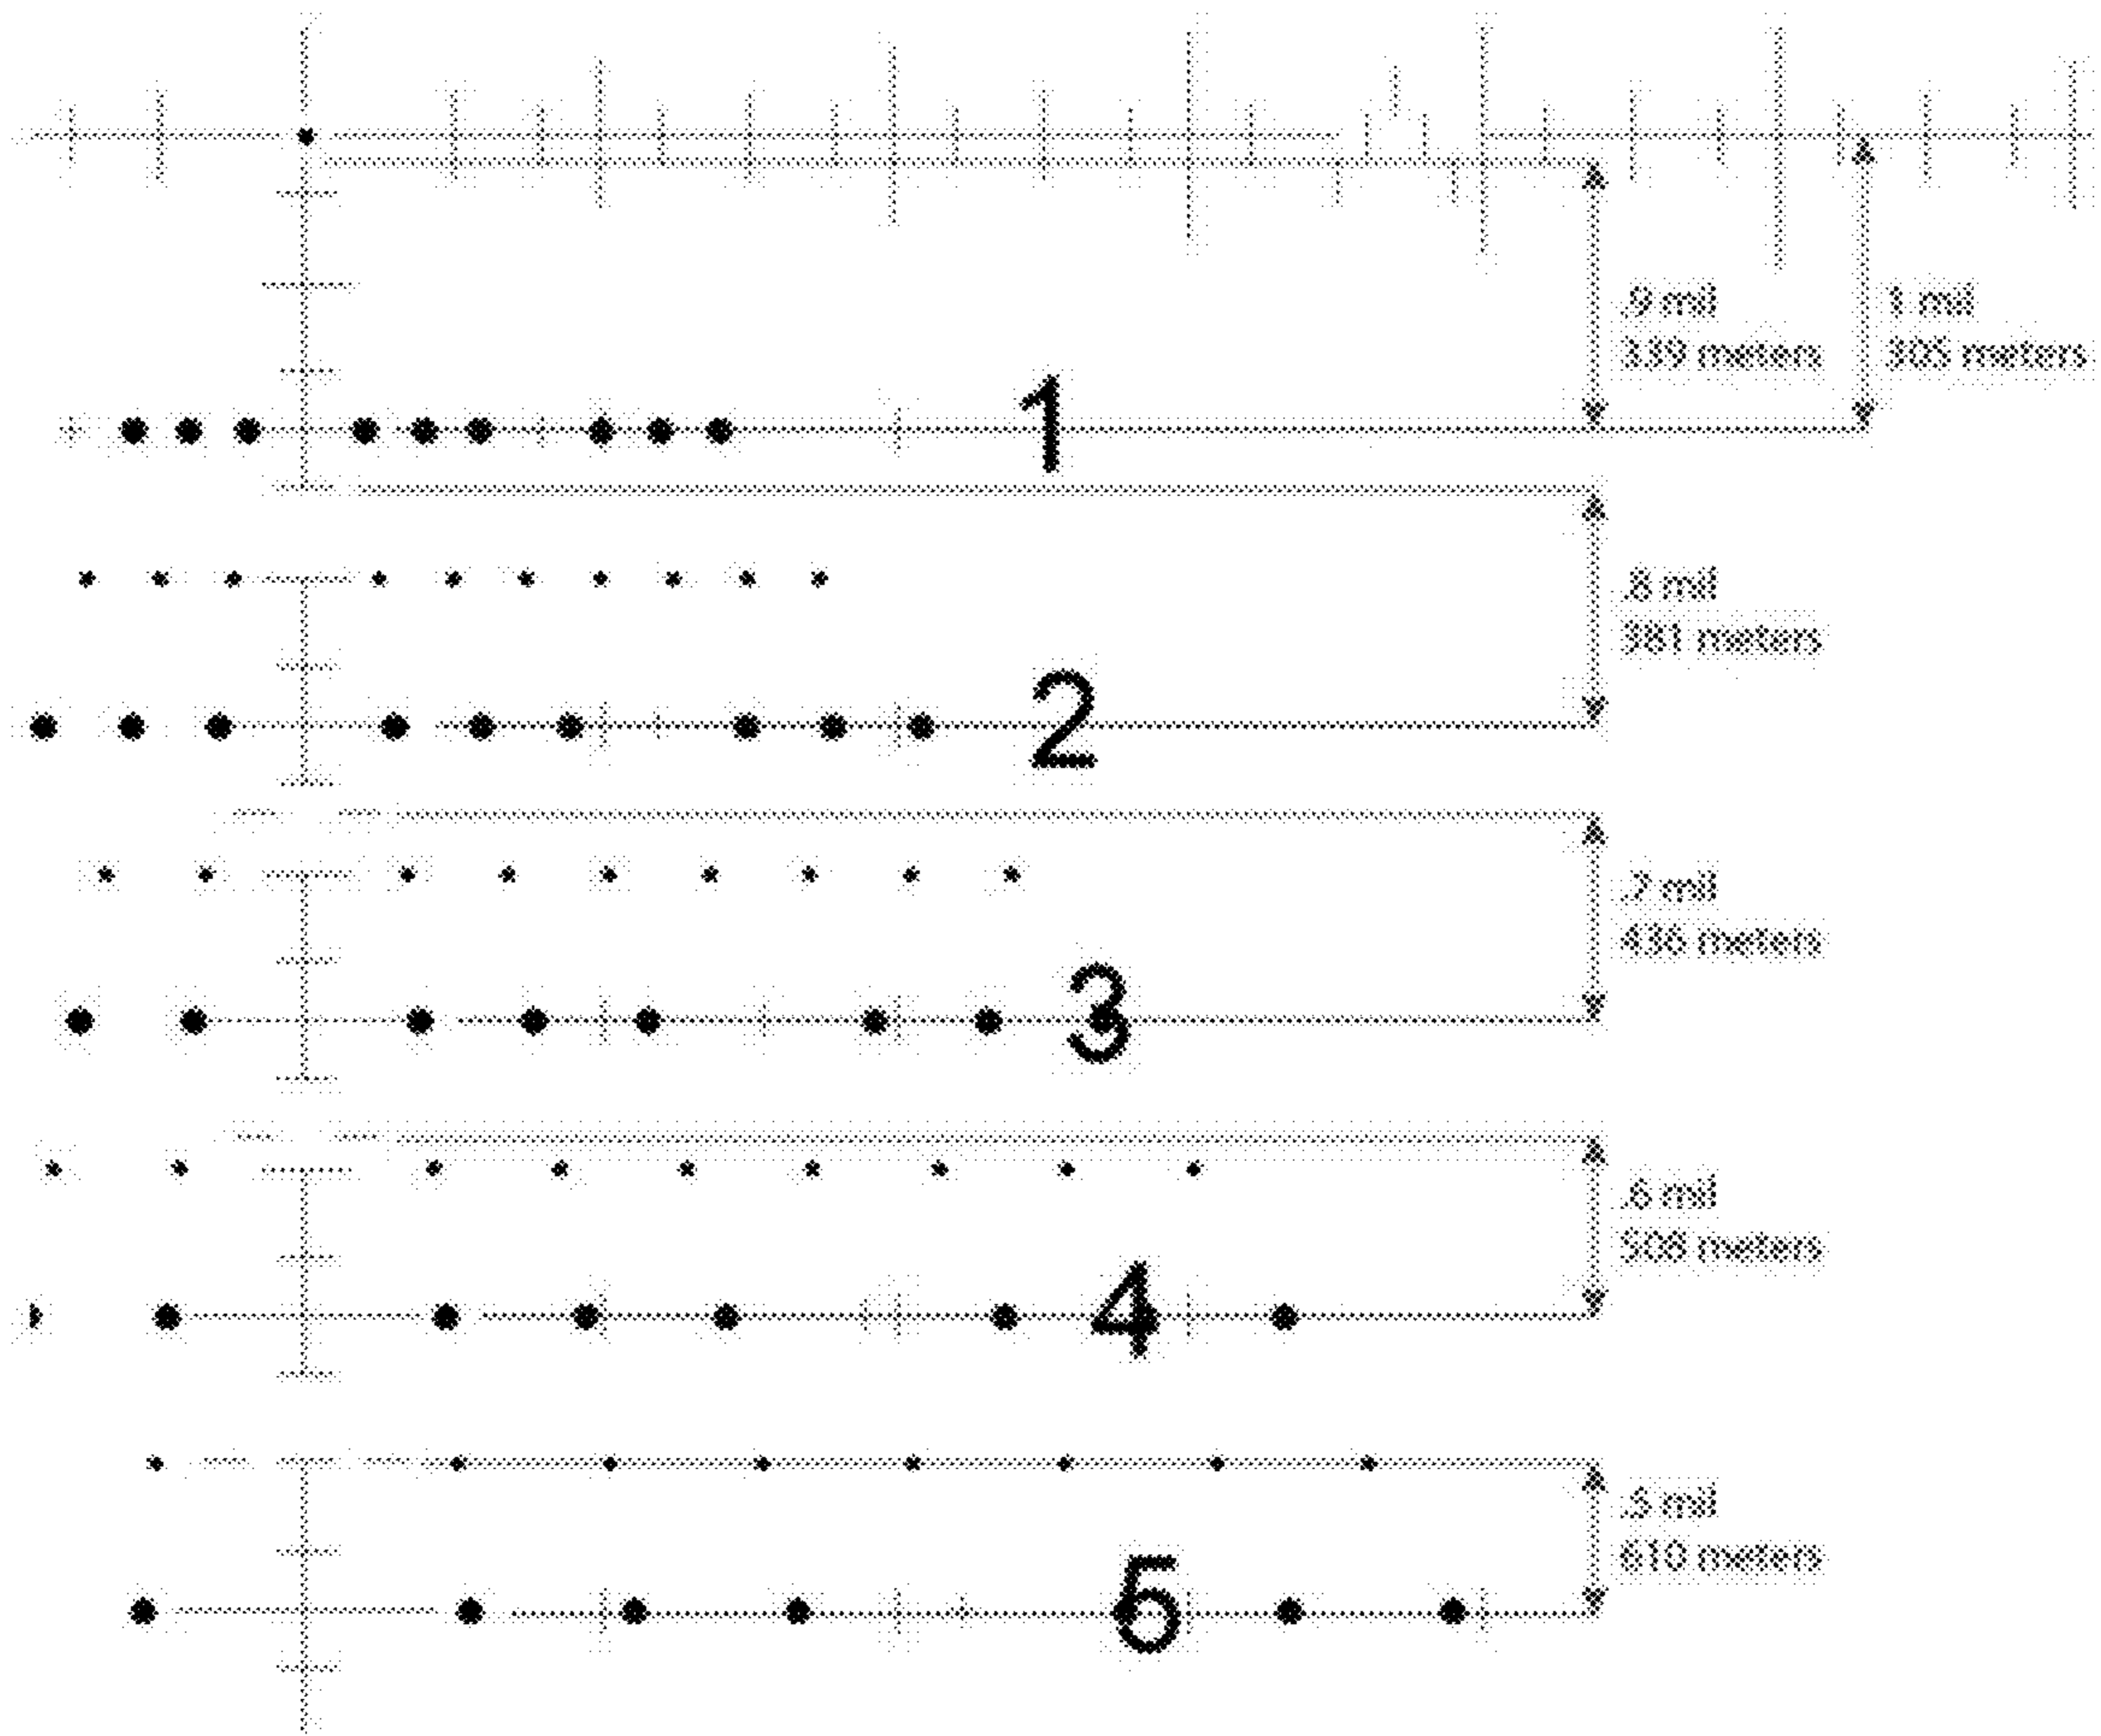 .9 mil
339 meters
1 mil
305 meters
1
.8 mil
381 meters
2
.7 mil
436 meters
3
.6 mil
508 meters
4
.5 mil
610 meters
5